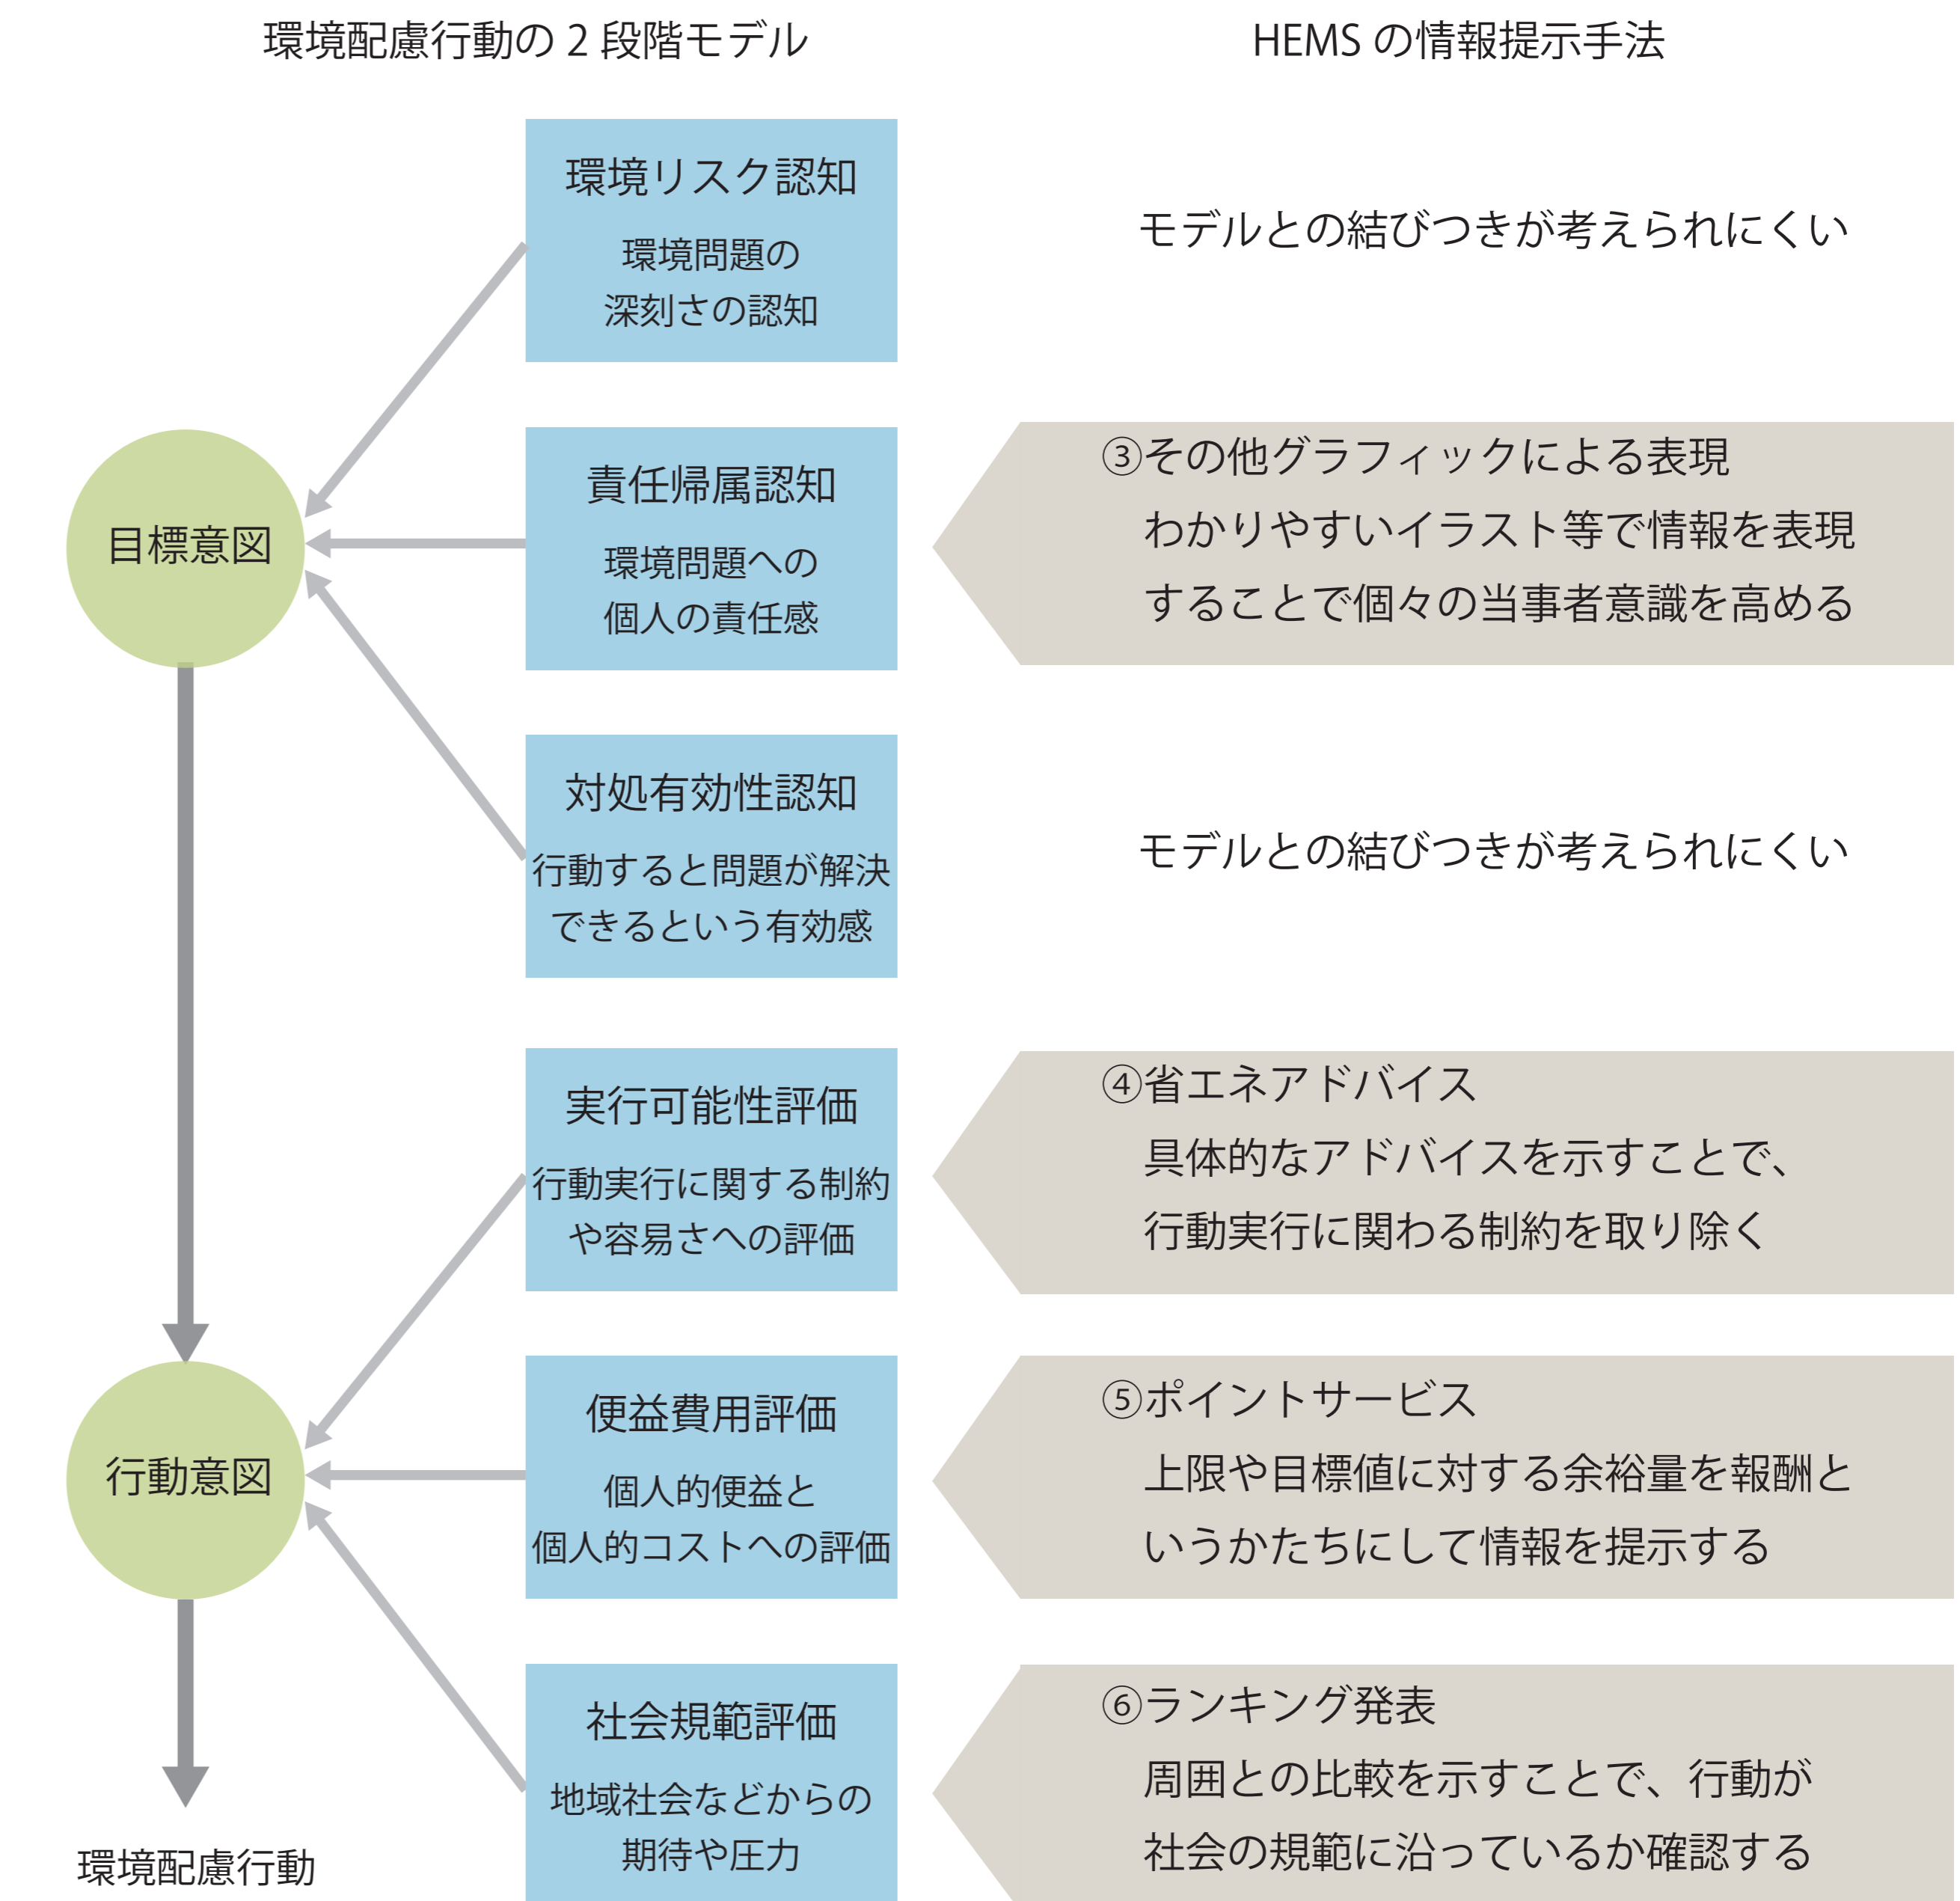 環境配慮行動の 2 段階モデル
HEMS の情報提示手法
環境リスク認知
環境問題の
深刻さの認知
モデルとの結びつきが考えられにくい
目標意図
責任帰属認知
環境問題への
個人の責任感
③その他グラフィックによる表現
わかりやすいイラスト等で情報を表現
することで個々の当事者意識を高める
対処有効性認知
行動すると問題が解決
できるという有効感
モデルとの結びつきが考えられにくい
実行可能性評価
行動実行に関する制約
や容易さへの評価
④省エネアドバイス
具体的なアドバイスを示すことで、
行動実行に関わる制約を取り除く
行動意図
便益費用評価
個人的便益と
個人的コストへの評価
⑤ポイントサービス
上限や目標値に対する余裕量を報酬と
いうかたちにして情報を提示する
社会規範評価
地域社会などからの
期待や圧力
⑥ランキング発表
周囲との比較を示すことで、行動が
社会の規範に沿っているか確認する
環境配慮行動